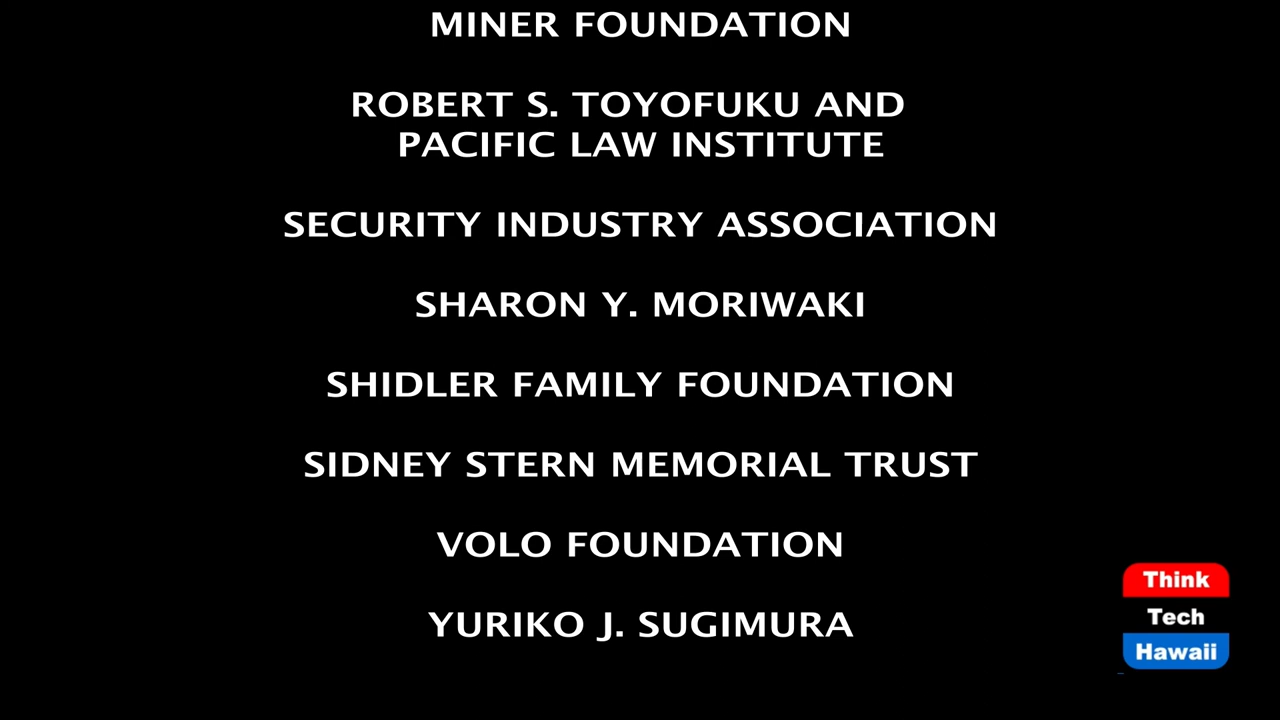 MINER FOUNDATION
ROBERT S. TOYOFUKU AND
PACIFIC LAW INSTITUTE
SECURITY INDUSTRY ASSOCIATION
SHARON Y. MORIWAKI
SHIDLER FAMILY FOUNDATION
SIDNEY STERN MEMORIAL TRUST
VOLO FOUNDATION
YURIKO J. SUGIMURA
Think
Tech
Hawaii